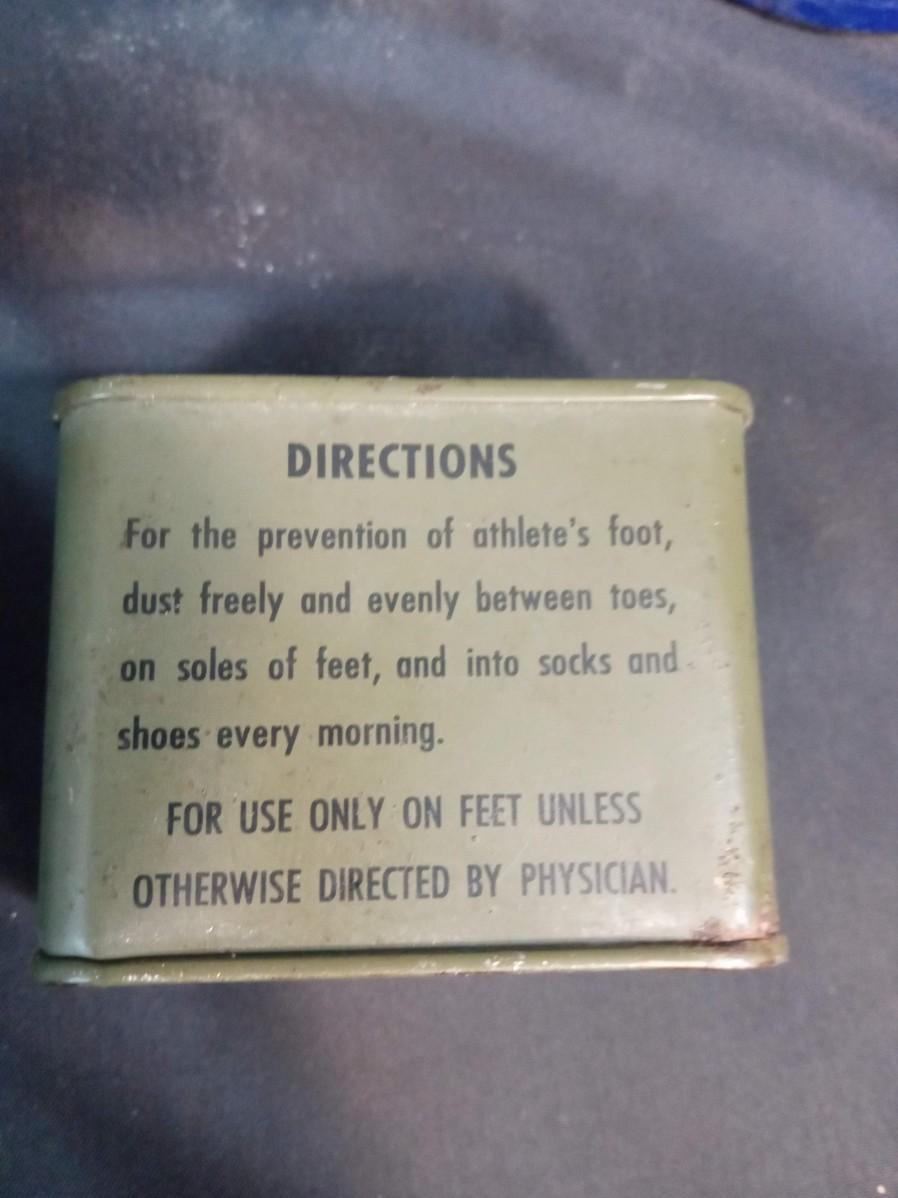 DIRECTIONS
For the prevention of athlete's foot,
dust freely and evenly between toes,
on soles of feet, and into socks and
shoes every morning.
FOR USE ONLY ON FEET UNLESS
OTHERWISE DIRECTED BY PHYSICIAN.